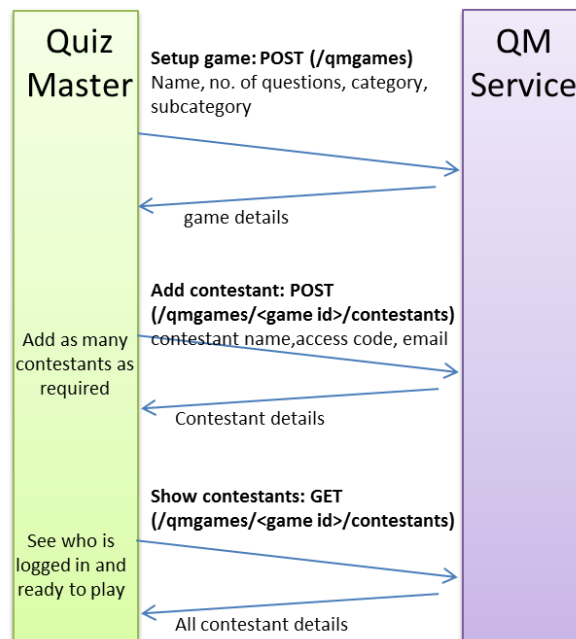 Quiz
Master
QM
Service
Setup game: POST (/qmgames)
Name, no. of questions, category,
subcategory
game details
Add contestant: POST
(/qmgames/<game id>/contestants)
contestant name,access code, email
Add as many
contestants as
required
Contestant details
Show contestants: GET
(/qmgames/<game id>/contestants)
See who is
logged in and
ready to play
All contestant details